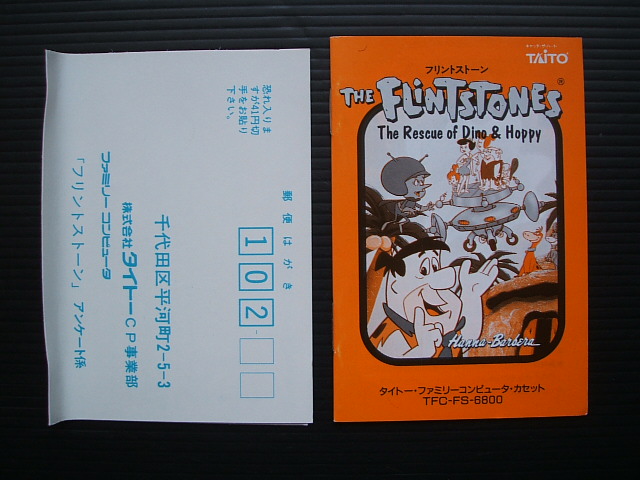 恐れ入りま
すが41円切
手をお貼り
下さい。
郵便はがき
102-
千代田区平河町2-5-3
株式会社タイトーCP事業部
ファミリーコンピュータ
「フリントストーン」アンケート係
TAITO
フリントストーン
THE FLINTSTONES®
The Rescue of Dino & Hoppy
Hanna-Barbera
タイトー・ファミリーコンピュータ・カセット
TFC-FS-6800